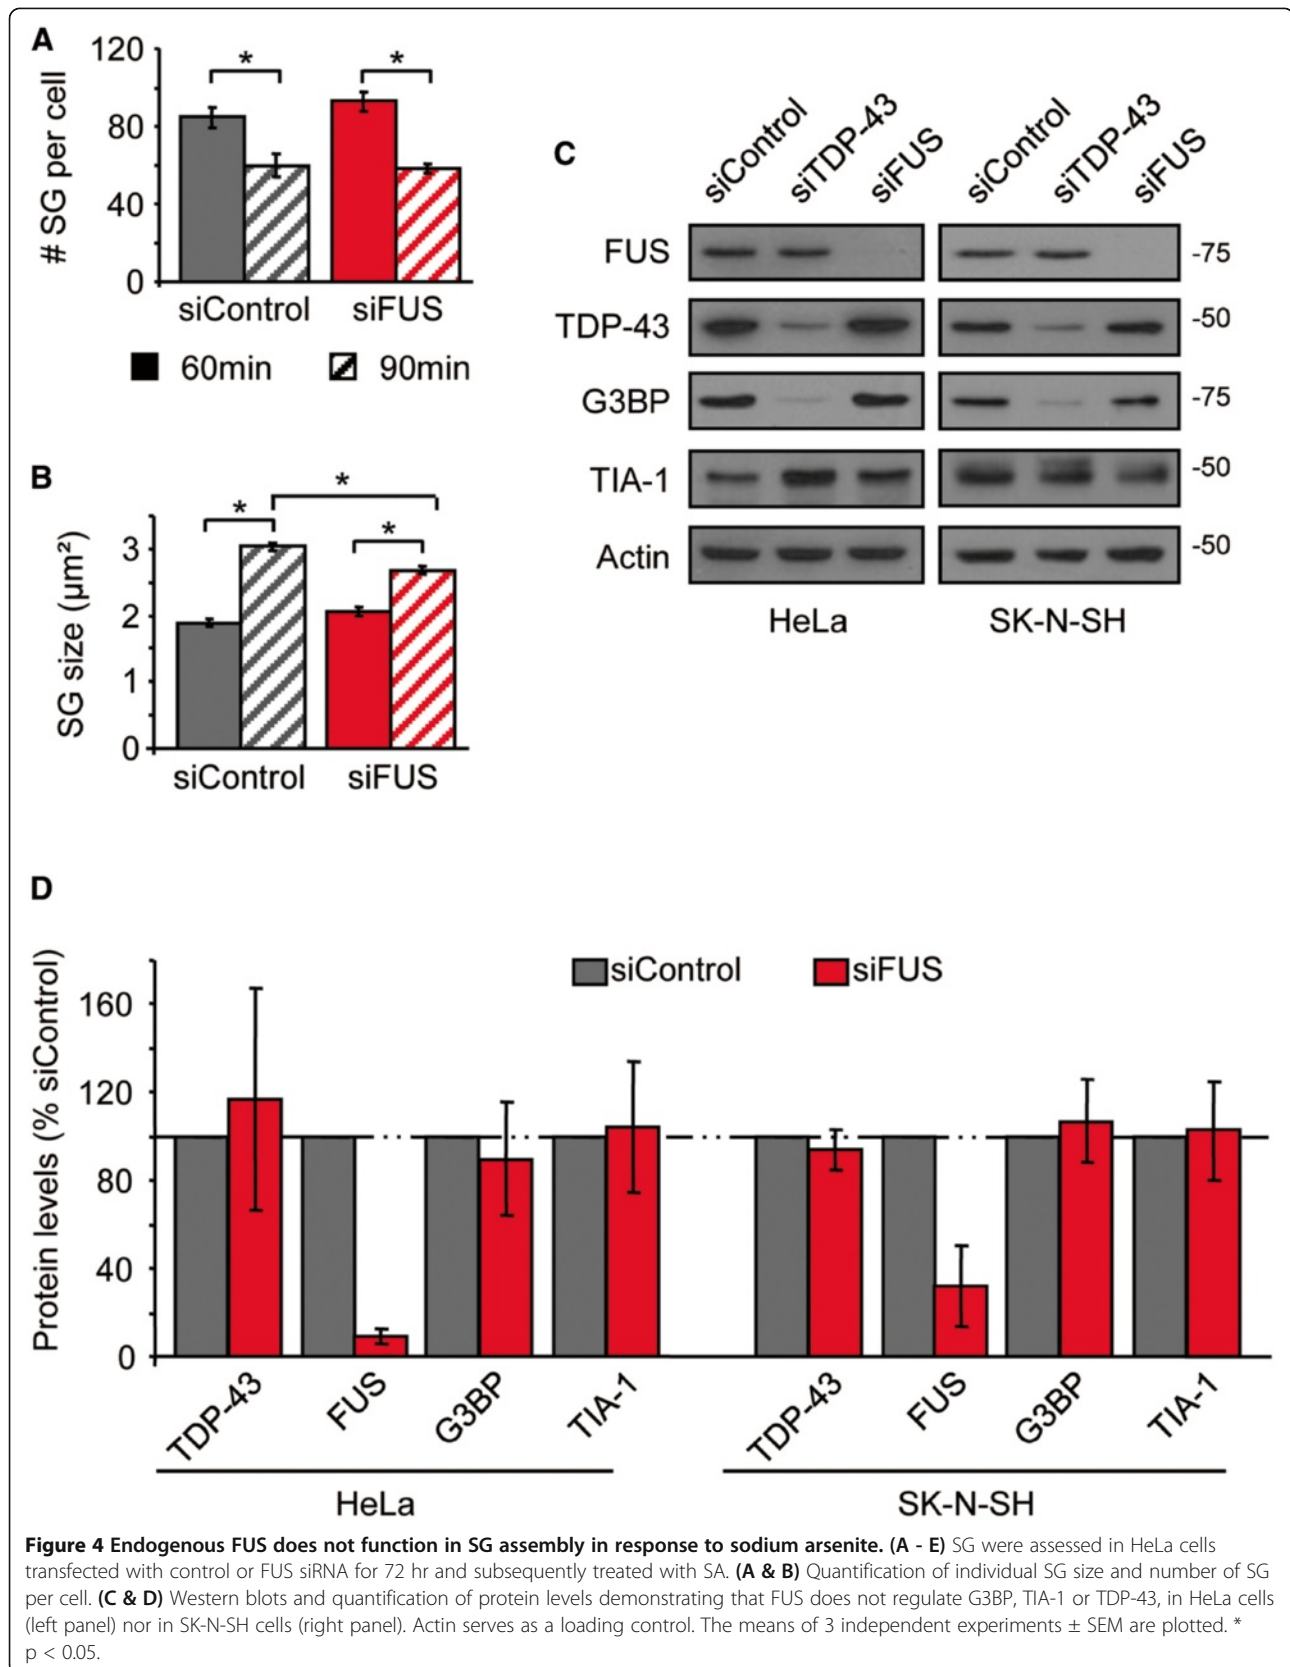 A
120
80
40
0
# SG per cell
*
*
siControl
siFUS
60min
90min
B
3
2
1
0
SG size (µm²)
*
*
*
siControl
siFUS
C
siControl
siTDP-43
siFUS
siControl
siTDP-43
siFUS
FUS
-75
TDP-43
-50
G3BP
-75
TIA-1
-50
Actin
-50
HeLa
SK-N-SH
D
Protein levels (% siControl)
160
120
80
40
0
siControl
siFUS
TDP-43
FUS
G3BP
TIA-1
TDP-43
FUS
G3BP
TIA-1
HeLa
SK-N-SH
Figure 4 Endogenous FUS does not function in SG assembly in response to sodium arsenite. (A - E) SG were assessed in HeLa cells
transfected with control or FUS siRNA for 72 hr and subsequently treated with SA. (A & B) Quantification of individual SG size and number of SG
per cell. (C & D) Western blots and quantification of protein levels demonstrating that FUS does not regulate G3BP, TIA-1 or TDP-43, in HeLa cells
(left panel) nor in SK-N-SH cells (right panel). Actin serves as a loading control. The means of 3 independent experiments ± SEM are plotted. *
p < 0.05.